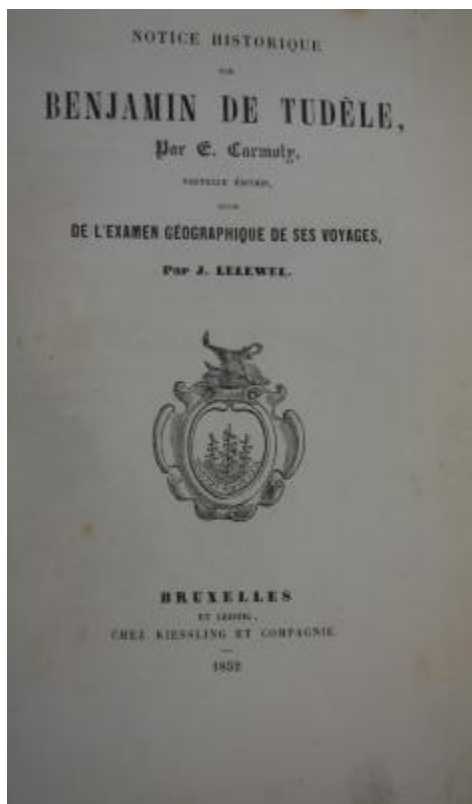 NOTICE HISTORIQUE
SUR
BENJAMIN DE TUDÈLE,
Par E. Carmoly,
NOUVELLE ÉDITION,
SUIVIE
DE L'EXAMEN GÉOGRAPHIQUE DE SES VOYAGES,
Par J. LELEWEL.
BRUXELLES
ET LEIPZIG,
CHEZ KIESSLING ET COMPAGNIE
1852